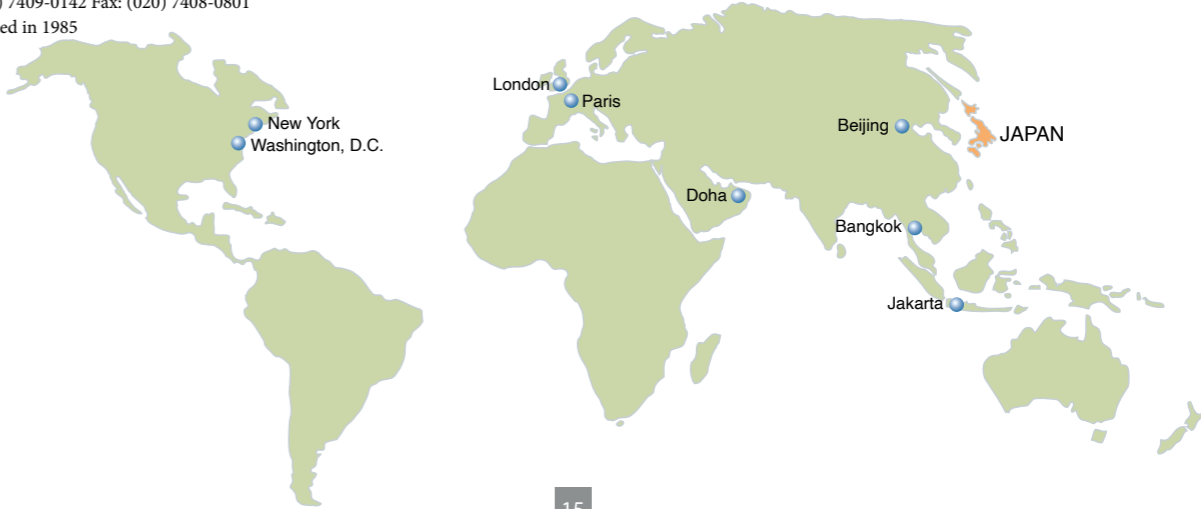 7409-0142 Fax: (020) 7408-0801
in 1985
London
Paris
New York
Washington, D.C.
Beijing
JAPAN
Doha
Bangkok
Jakarta
15